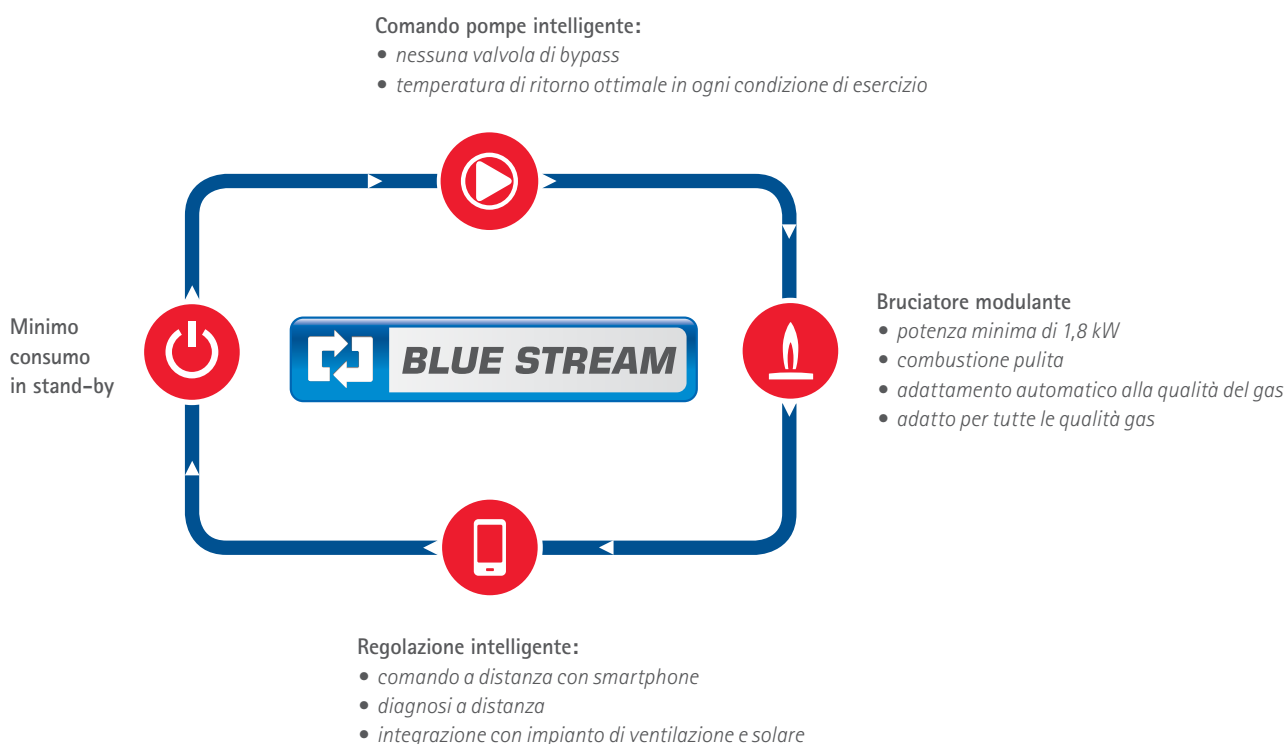 Comando pompe intelligente:
• nessuna valvola di bypass
• temperatura di ritorno ottimale in ogni condizione di esercizio
Minimo
consumo
in stand-by
BLUE STREAM
Bruciatore modulante
• potenza minima di 1,8 kW
• combustione pulita
• adattamento automatico alla qualità del gas
• adatto per tutte le qualità gas
Regolazione intelligente:
• comando a distanza con smartphone
• diagnosi a distanza
• integrazione con impianto di ventilazione e solare